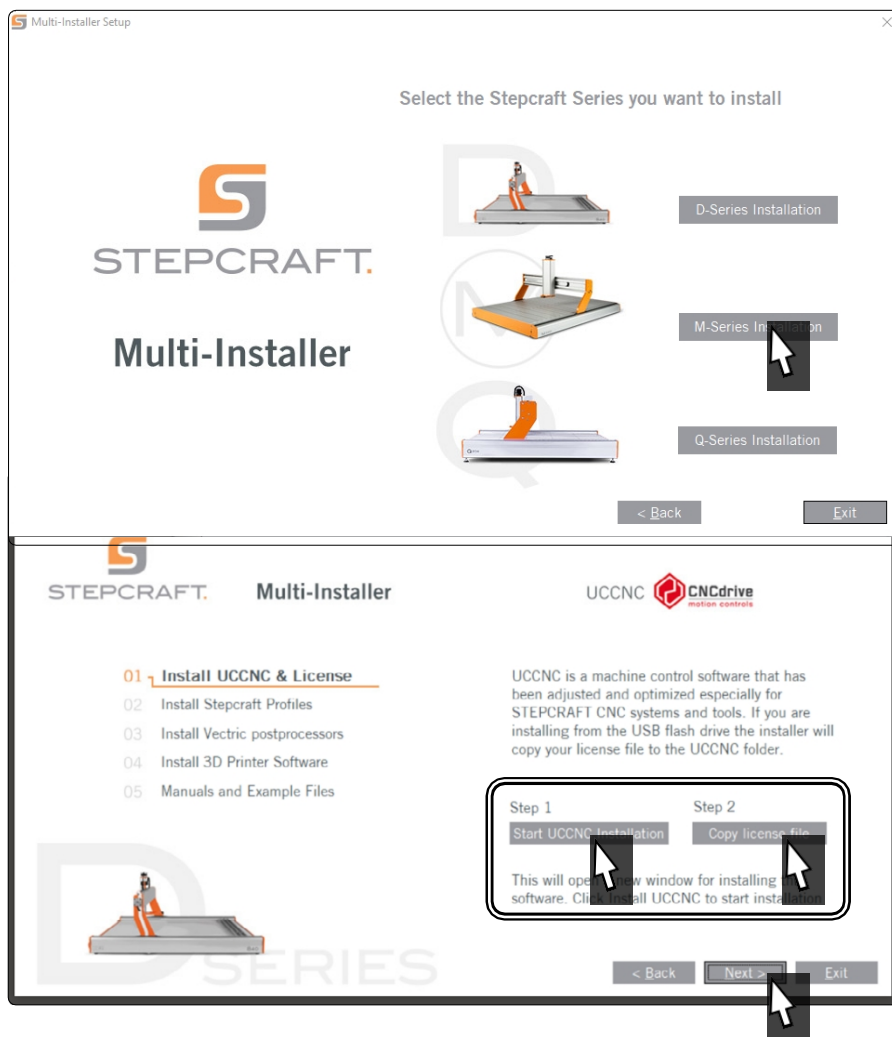 Multi-Installer Setup
Select the Stepcraft Series you want to install
D
D-Series Installation
STEPCRAFT.
M
M-Series Installation
Multi-Installer
Q
Q-Series Installation
< Back
Exit
STEPCRAFT.
Multi-Installer
UCCNC
CNCdrive
motion controls
01 Install UCCNC & License
02 Install Stepcraft Profiles
03 Install Vectric postprocessors
04 Install 3D Printer Software
05 Manuals and Example Files
UCCNC is a machine control software that has
been adjusted and optimized especially for
STEPCRAFT CNC systems and tools. If you are
installing from the USB flash drive the installer will
copy your license file to the UCCNC folder.
Step 1
Step 2
Start UCCNC Installation
Copy license file
This will open new window for installing
software. Click Install UCCNC to start installation
D SERIES
< Back
Next >
Exit